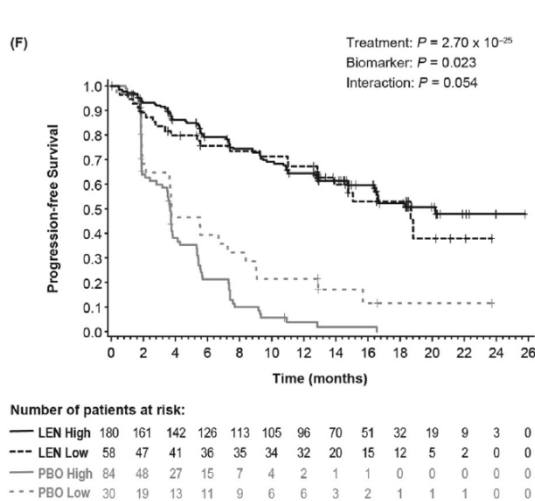 (F)
Treatment: P = 2.70 x 10⁻²⁵
Biomarker: P = 0.023
Interaction: P = 0.054
Progression-free Survival
1.0
0.9
0.8
0.7
0.6
0.5
0.4
0.3
0.2
0.1
0.0
0 2 4 6 8 10 12 14 16 18 20 22 24 26
Time (months)
Number of patients at risk:
LEN High 180 161 142 126 113 105 96 70 51 32 19 9 3 0
LEN Low 58 47 41 36 35 34 32 20 15 12 5 2 0 0
PBO High 84 48 27 15 7 4 2 1 1 0 0 0 0 0
PBO Low 30 19 13 11 9 6 6 3 2 1 1 1 0 0